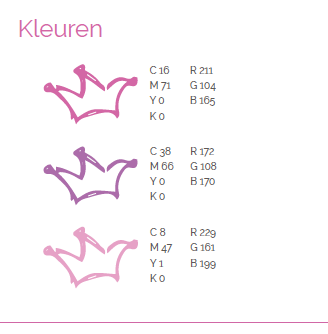 Kleuren
C 16 R 211
M 71 G 104
Y 0 B 165
K 0
C 38 R 172
M 66 G 108
Y 0 B 170
K 0
C 8 R 229
M 47 G 161
Y 1 B 199
K 0